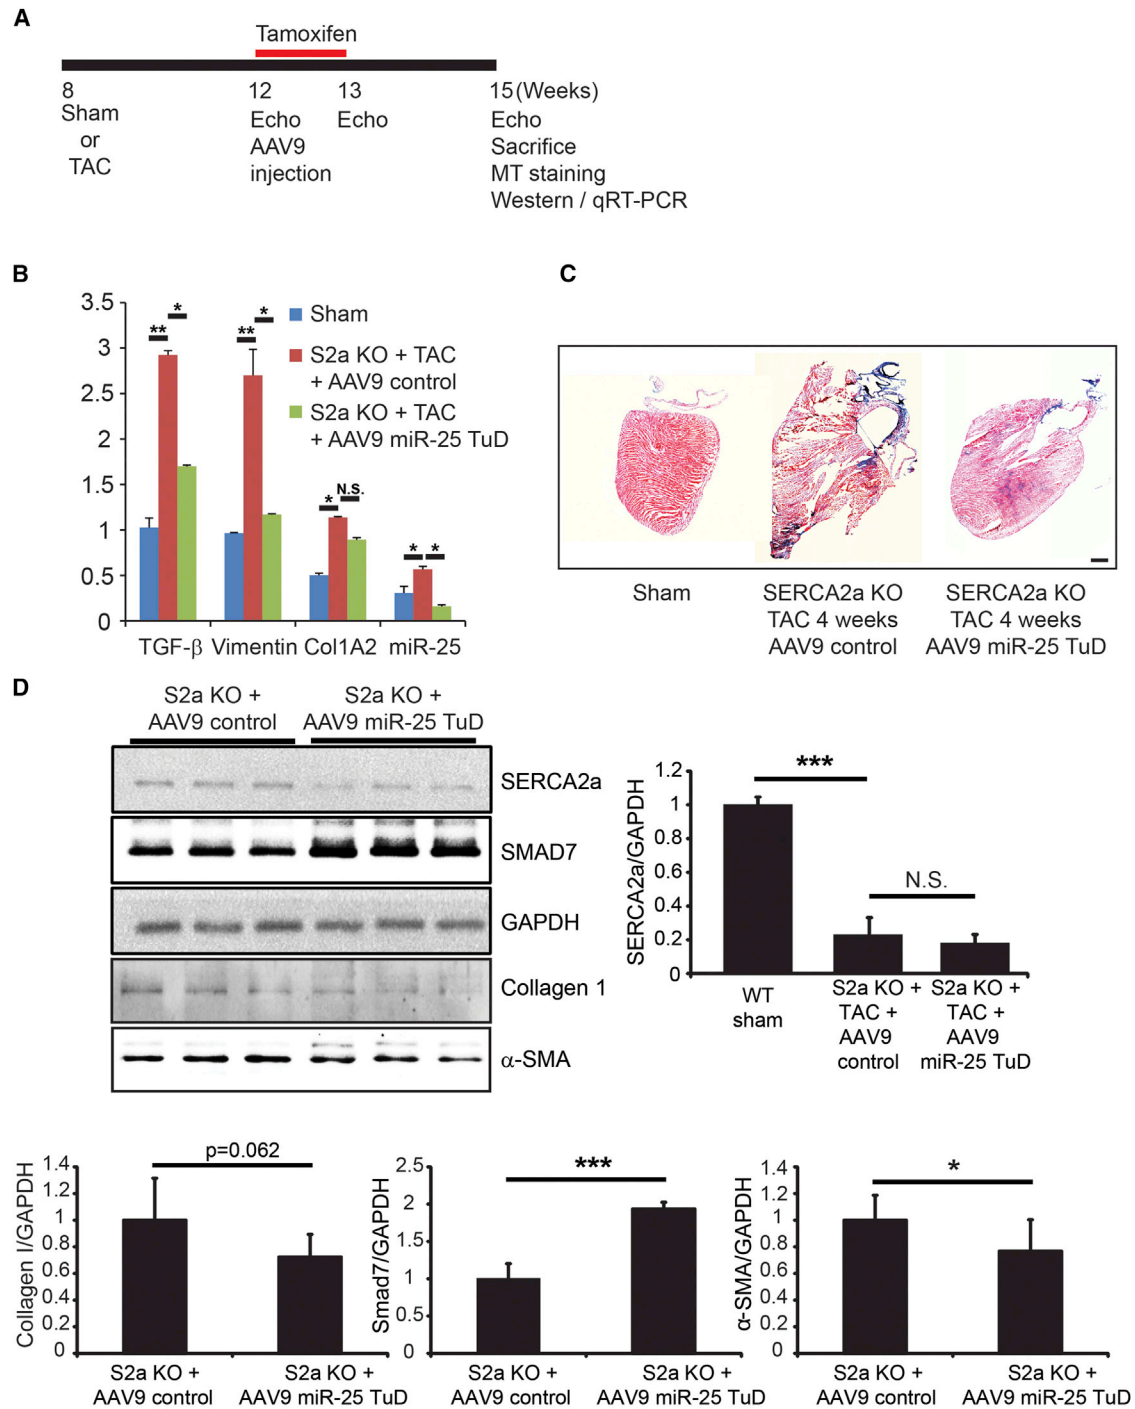 A
Tamoxifen
8
12
13
15(Weeks)
Sham
or
TAC
Echo
AAV9
injection
Echo
Echo
Sacrifice
MT staining
Western / qRT-PCR
B
3.5
3
2.5
2
1.5
1
0.5
0
**
*
**
*
*
N.S.
*
*
Sham
S2a KO + TAC
+ AAV9 control
S2a KO + TAC
+ AAV9 miR-25 TuD
TGF-β Vimentin Col1A2 miR-25
C
Sham
SERCA2a KO
TAC 4 weeks
AAV9 control
SERCA2a KO
TAC 4 weeks
AAV9 miR-25 TuD
D
S2a KO +
AAV9 control
S2a KO +
AAV9 miR-25 TuD
SERCA2a
SMAD7
GAPDH
Collagen 1
α-SMA
SERCA2a/GAPDH
1.2
1
0.8
0.6
0.4
0.2
0
***
N.S.
WT
sham
S2a KO +
TAC +
AAV9
control
S2a KO +
TAC +
AAV9
miR-25 TuD
Collagen I/GAPDH
1.4
1.2
1
0.8
0.6
0.4
0.2
0
p=0.062
S2a KO +
AAV9 control
S2a KO +
AAV9 miR-25 TuD
Smad7/GAPDH
2.5
2
1.5
1
0.5
0
***
S2a KO +
AAV9 control
S2a KO +
AAV9 miR-25 TuD
α-SMA/GAPDH
1.4
1.2
1
0.8
0.6
0.4
0.2
0
*
S2a KO +
AAV9 control
S2a KO +
AAV9 miR-25 TuD